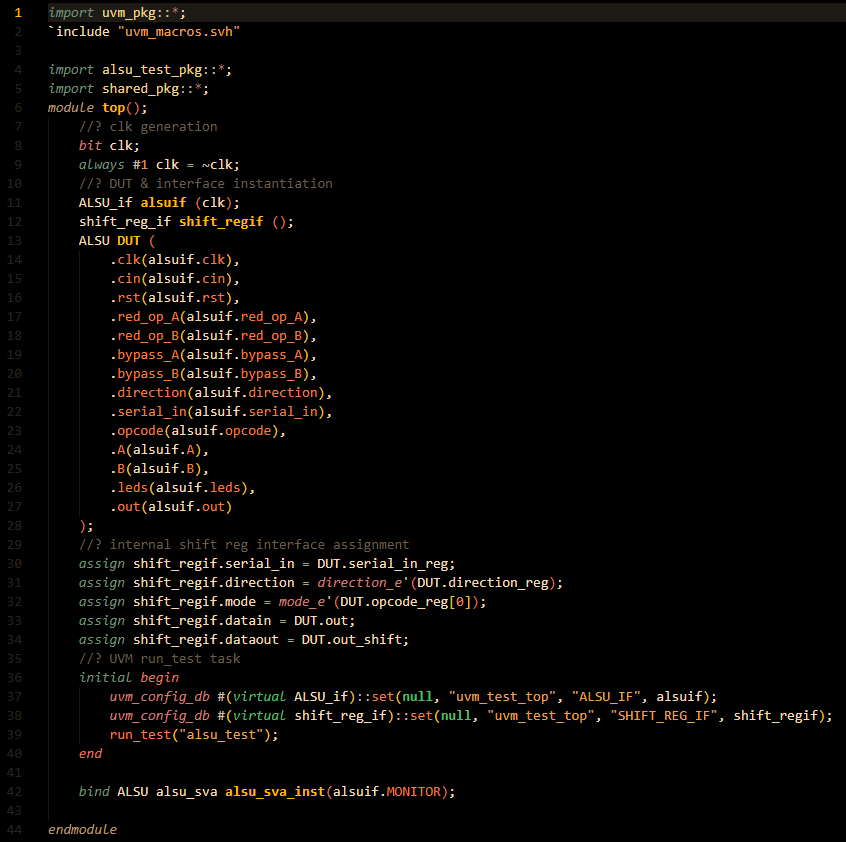 1 import uvm_pkg::*;
2 `include "uvm_macros.svh"
3
4 import alsu_test_pkg::*;
5 import shared_pkg::*;
6 module top();
7     //? clk generation
8     bit clk;
9     always #1 clk = ~clk;
10     //? DUT & interface instantiation
11     ALSU_if alsuif (clk);
12     shift_reg_if shift_regif ();
13     ALSU DUT (
14         .clk(alsuif.clk),
15         .cin(alsuif.cin),
16         .rst(alsuif.rst),
17         .red_op_A(alsuif.red_op_A),
18         .red_op_B(alsuif.red_op_B),
19         .bypass_A(alsuif.bypass_A),
20         .bypass_B(alsuif.bypass_B),
21         .direction(alsuif.direction),
22         .serial_in(alsuif.serial_in),
23         .opcode(alsuif.opcode),
24         .A(alsuif.A),
25         .B(alsuif.B),
26         .leds(alsuif.leds),
27         .out(alsuif.out)
28     );
29     //? internal shift reg interface assignment
30     assign shift_regif.serial_in = DUT.serial_in_reg;
31     assign shift_regif.direction = direction_e'(DUT.direction_reg);
32     assign shift_regif.mode = mode_e'(DUT.opcode_reg[0]);
33     assign shift_regif.datain = DUT.out;
34     assign shift_regif.dataout = DUT.out_shift;
35     //? UVM run_test task
36     initial begin
37         uvm_config_db #(virtual ALSU_if)::set(null, "uvm_test_top", "ALSU_IF", alsuif);
38         uvm_config_db #(virtual shift_reg_if)::set(null, "uvm_test_top", "SHIFT_REG_IF", shift_regif);
39         run_test("alsu_test");
40     end
41
42     bind ALSU alsu_sva alsu_sva_inst(alsuif.MONITOR);
43
44 endmodule